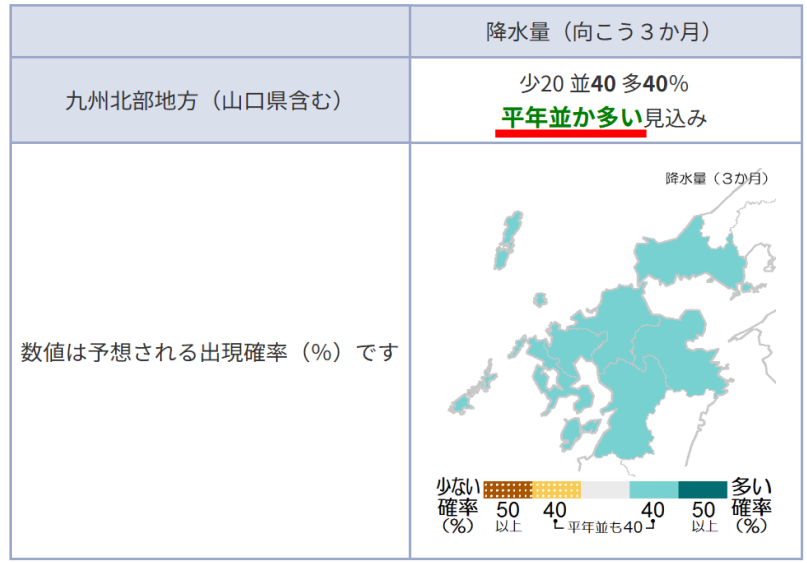 降水量（向こう３か月）
九州北部地方（山口県含む）
少20 並40 多40%
平年並か多い見込み
数値は予想される出現確率（%）です
降水量（３か月）
少ない
確率
（%）
50
以上
40
平年並も40
40
50
以上
多い
確率
（%）